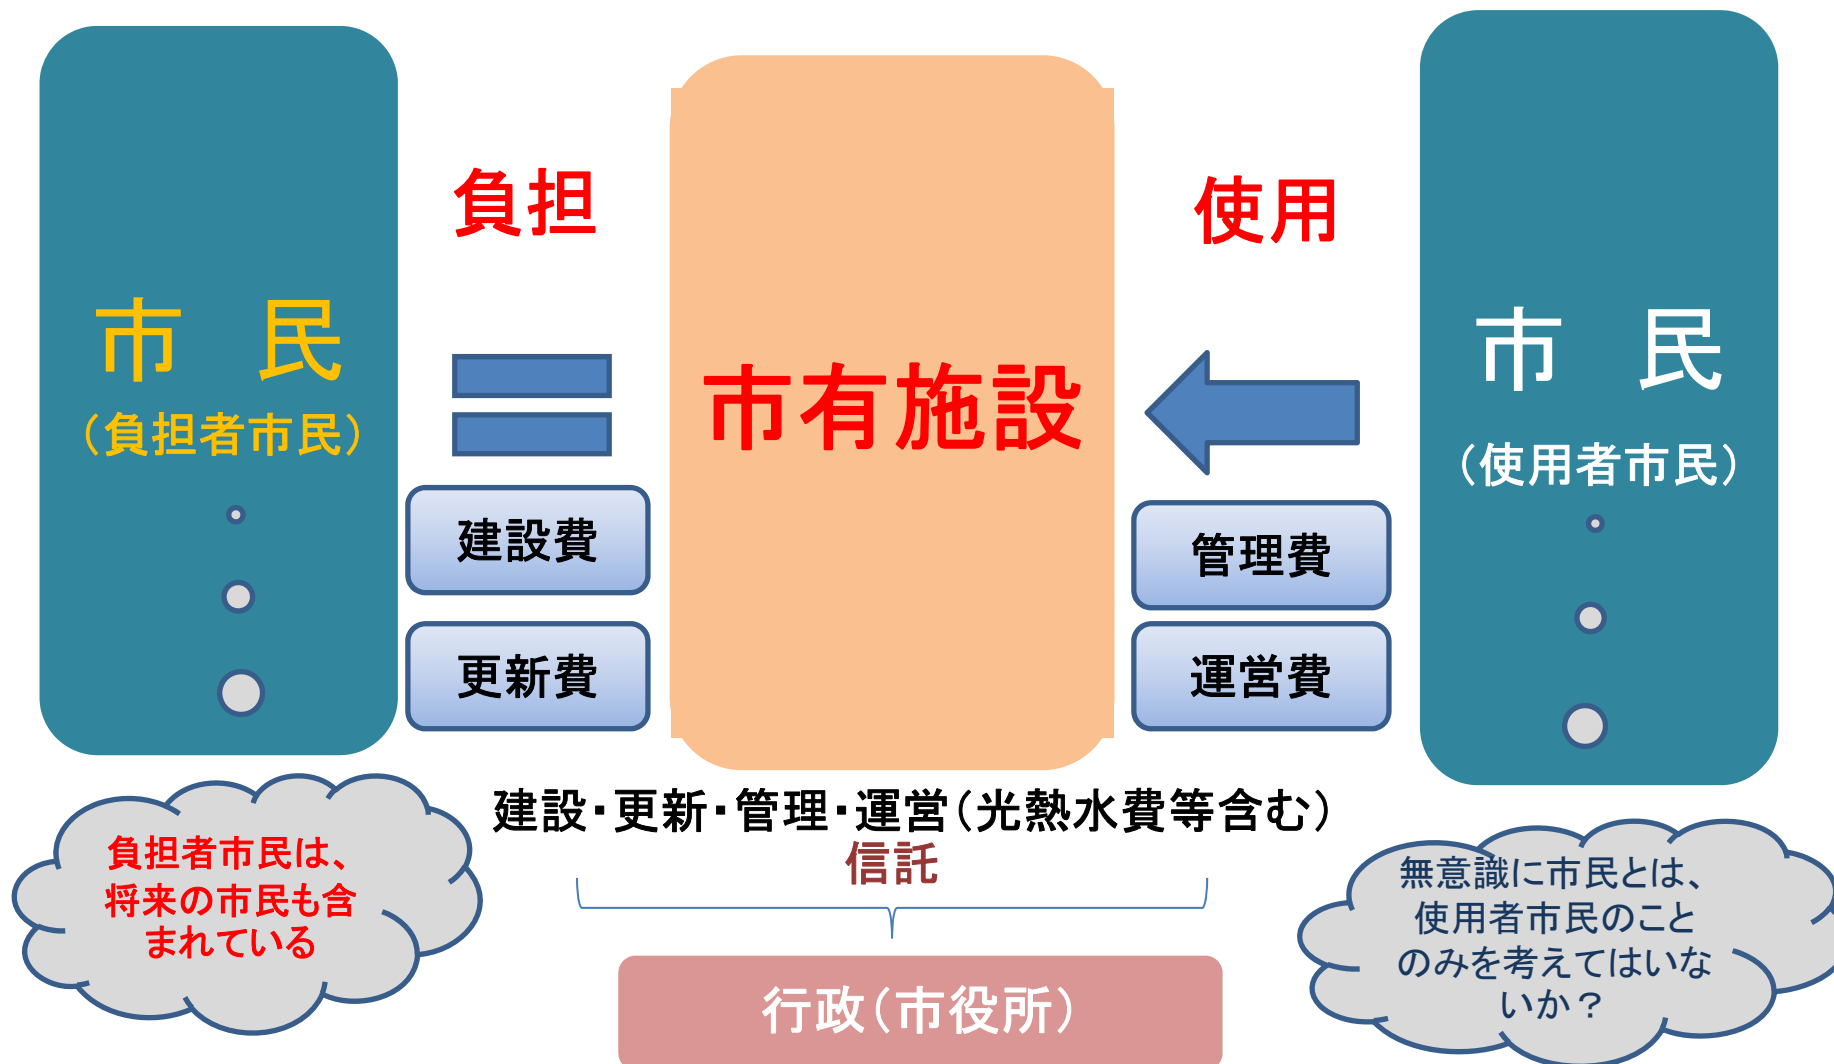 負担
使用
市　民
（負担者市民）
市有施設
市　民
（使用者市民）
建設費
更新費
管理費
運営費
建設・更新・管理・運営（光熱水費等含む）
信託
負担者市民は、
将来の市民も含
まれている
無意識に市民とは、
使用者市民のこと
のみを考えてはいな
いか？
行政（市役所）